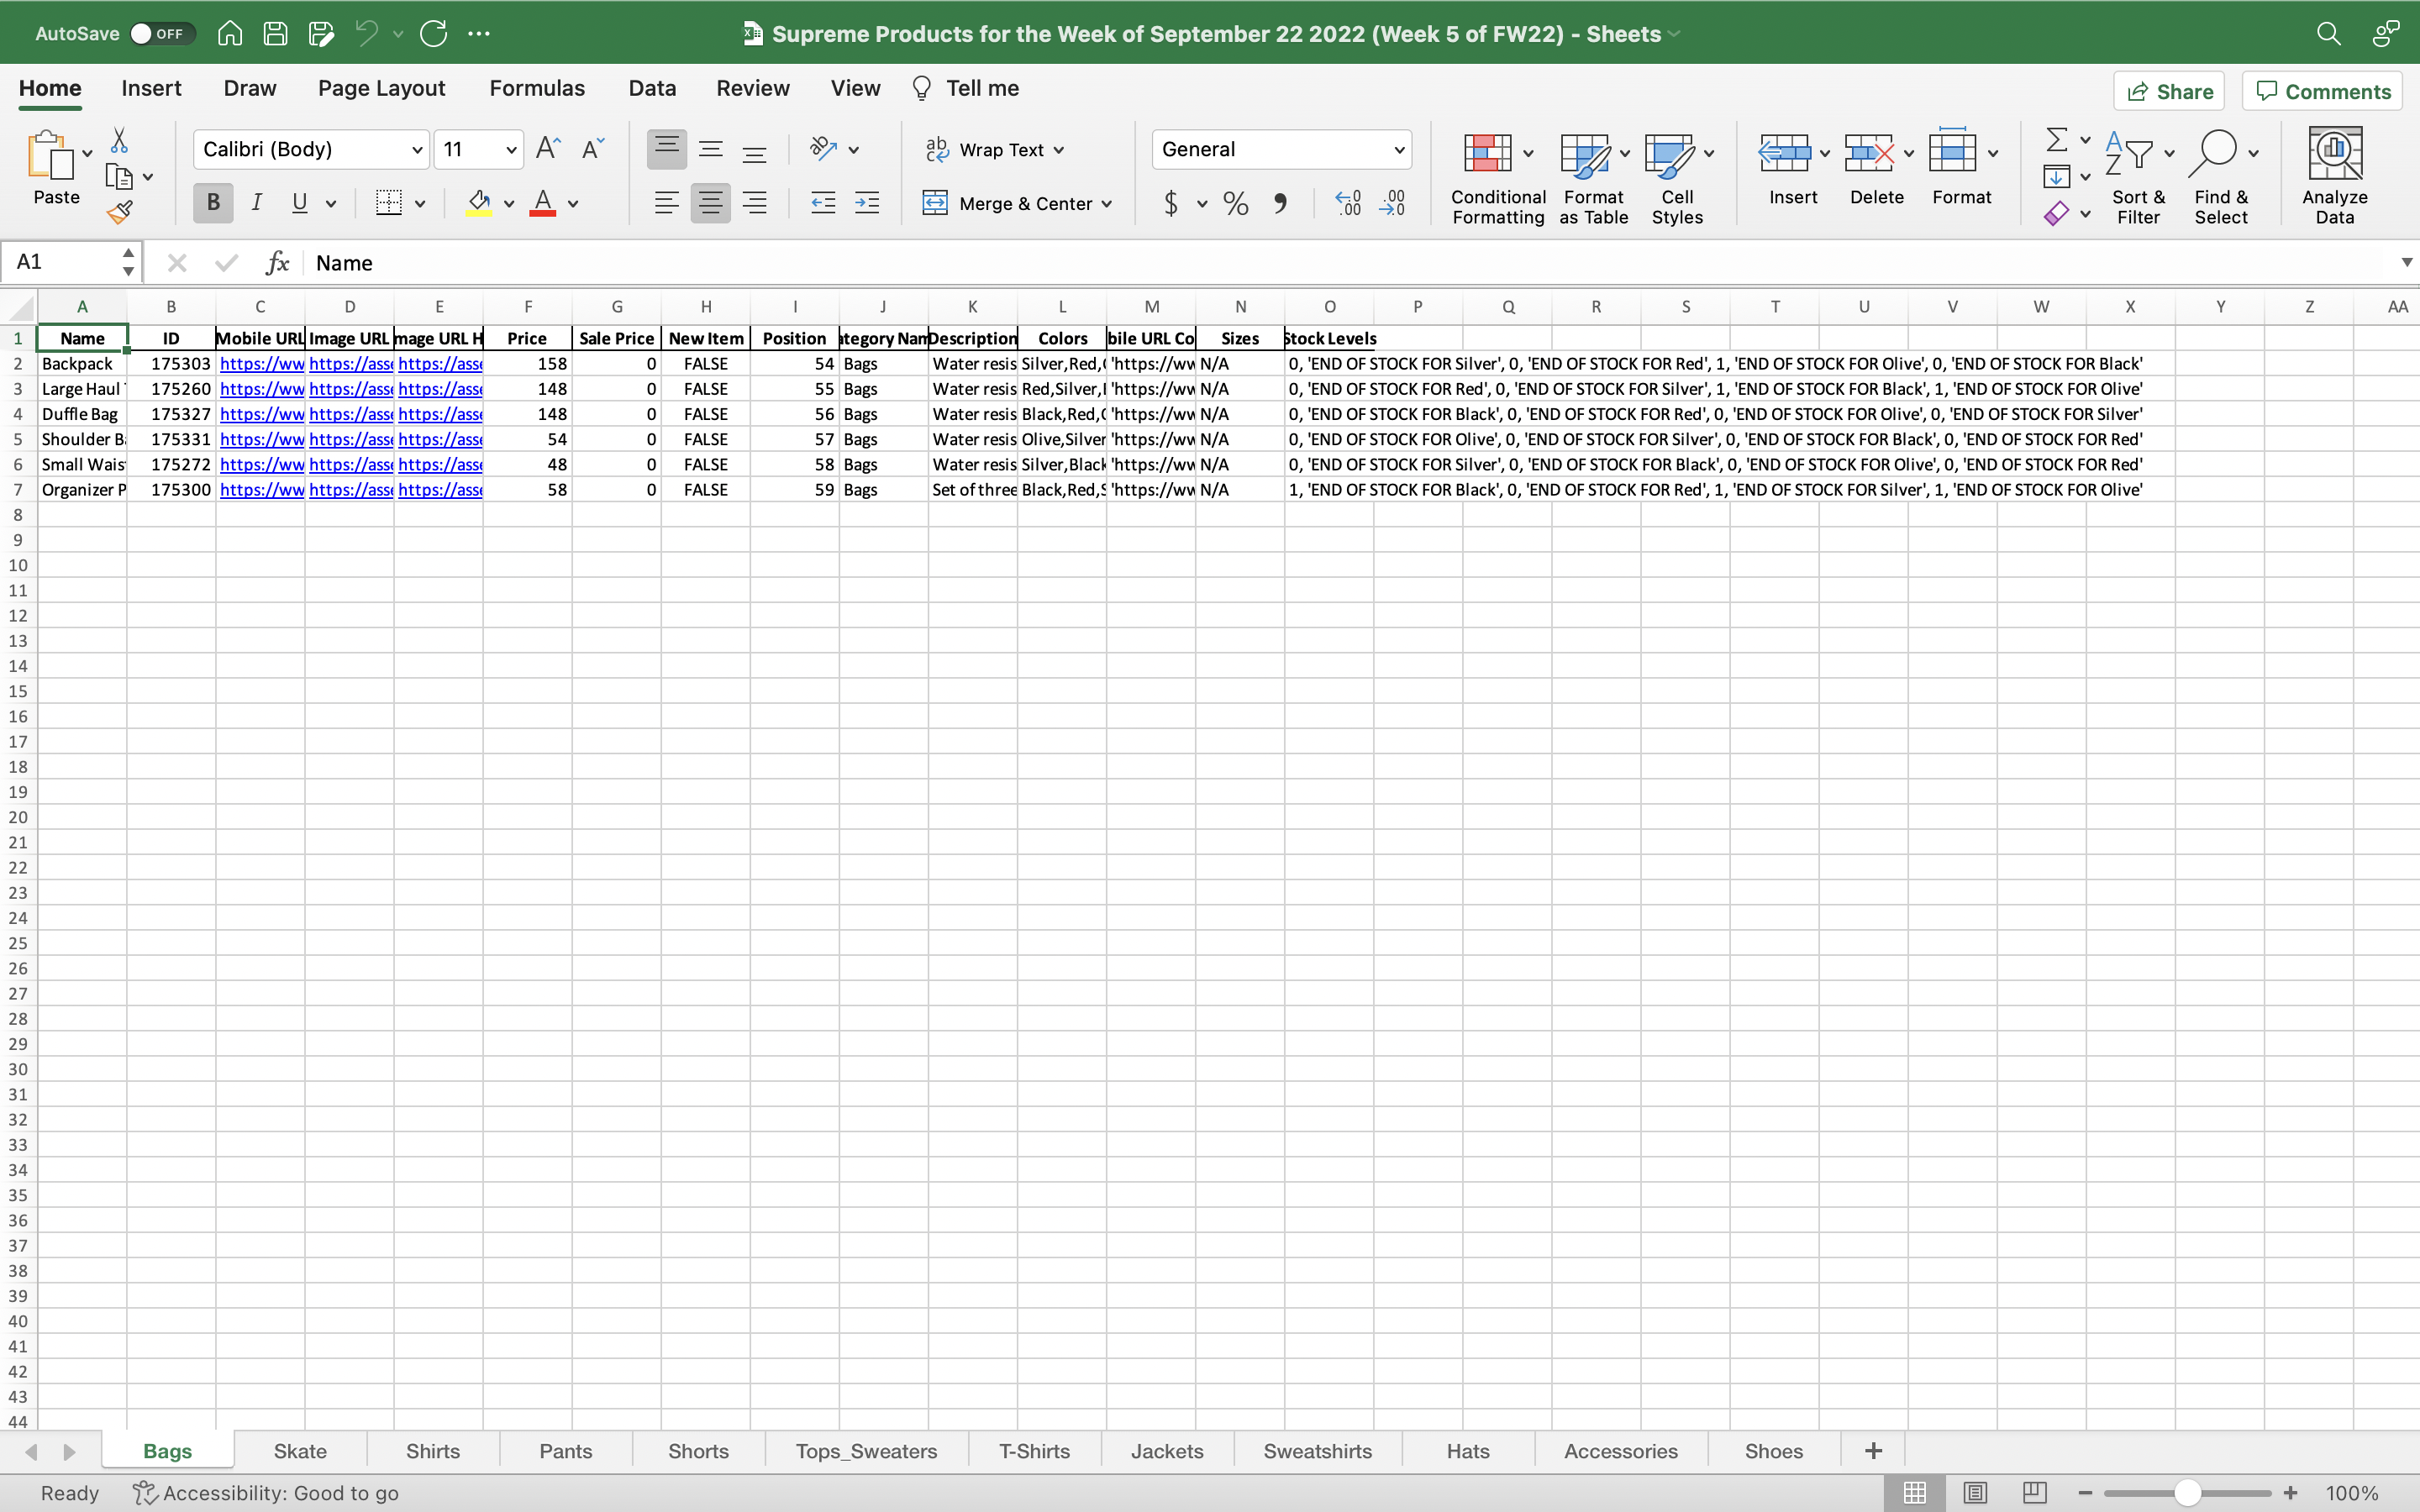 AutoSave OFF Supreme Products for the Week of September 22 2022 (Week 5 of FW22) - Sheets
Home Insert Draw Page Layout Formulas Data Review View Tell me Share Comments
Paste Calibri (Body) 11 Wrap Text General
B I U Merge & Center $ % Conditional Formatting Format as Table Cell Styles Insert Delete Format Sort & Filter Find & Select Analyze Data
A1 fx Name
A B C D E F G H I J K L M N O P Q R S T U V W X Y Z AA
1 Name ID Mobile URL Image URL mage URL H Price Sale Price New Item Position tegory Nam Description Colors bile URL Co Sizes Stock Levels
2 Backpack 175303 https://ww https://asse https://asse 158 0 FALSE 54 Bags Water resis Silver,Red,( 'https://ww N/A 0, 'END OF STOCK FOR Silver', 0, 'END OF STOCK FOR Red', 1, 'END OF STOCK FOR Olive', 0, 'END OF STOCK FOR Black'
3 Large Haul 175260 https://ww https://asse https://asse 148 0 FALSE 55 Bags Water resis Red,Silver, 'https://ww N/A 0, 'END OF STOCK FOR Red', 0, 'END OF STOCK FOR Silver', 1, 'END OF STOCK FOR Black', 1, 'END OF STOCK FOR Olive'
4 Duffle Bag 175327 https://ww https://asse https://asse 148 0 FALSE 56 Bags Water resis Black,Red, 'https://ww N/A 0, 'END OF STOCK FOR Black', 0, 'END OF STOCK FOR Red', 0, 'END OF STOCK FOR Olive', 0, 'END OF STOCK FOR Silver'
5 Shoulder B 175331 https://ww https://asse https://asse 54 0 FALSE 57 Bags Water resis Olive,Silver 'https://ww N/A 0, 'END OF STOCK FOR Olive', 0, 'END OF STOCK FOR Silver', 0, 'END OF STOCK FOR Black', 0, 'END OF STOCK FOR Red'
6 Small Wais 175272 https://ww https://asse https://asse 48 0 FALSE 58 Bags Water resis Silver,Black 'https://ww N/A 0, 'END OF STOCK FOR Silver', 0, 'END OF STOCK FOR Black', 0, 'END OF STOCK FOR Olive', 0, 'END OF STOCK FOR Red'
7 Organizer P 175300 https://ww https://asse https://asse 58 0 FALSE 59 Bags Set of three Black,Red,S 'https://ww N/A 1, 'END OF STOCK FOR Black', 0, 'END OF STOCK FOR Red', 1, 'END OF STOCK FOR Silver', 1, 'END OF STOCK FOR Olive'
8
9
10
11
12
13
14
15
16
17
18
19
20
21
22
23
24
25
26
27
28
29
30
31
32
33
34
35
36
37
38
39
40
41
42
43
44
Bags Skate Shirts Pants Shorts Tops_Sweaters T-Shirts Jackets Sweatshirts Hats Accessories Shoes +
Ready Accessibility: Good to go 100%